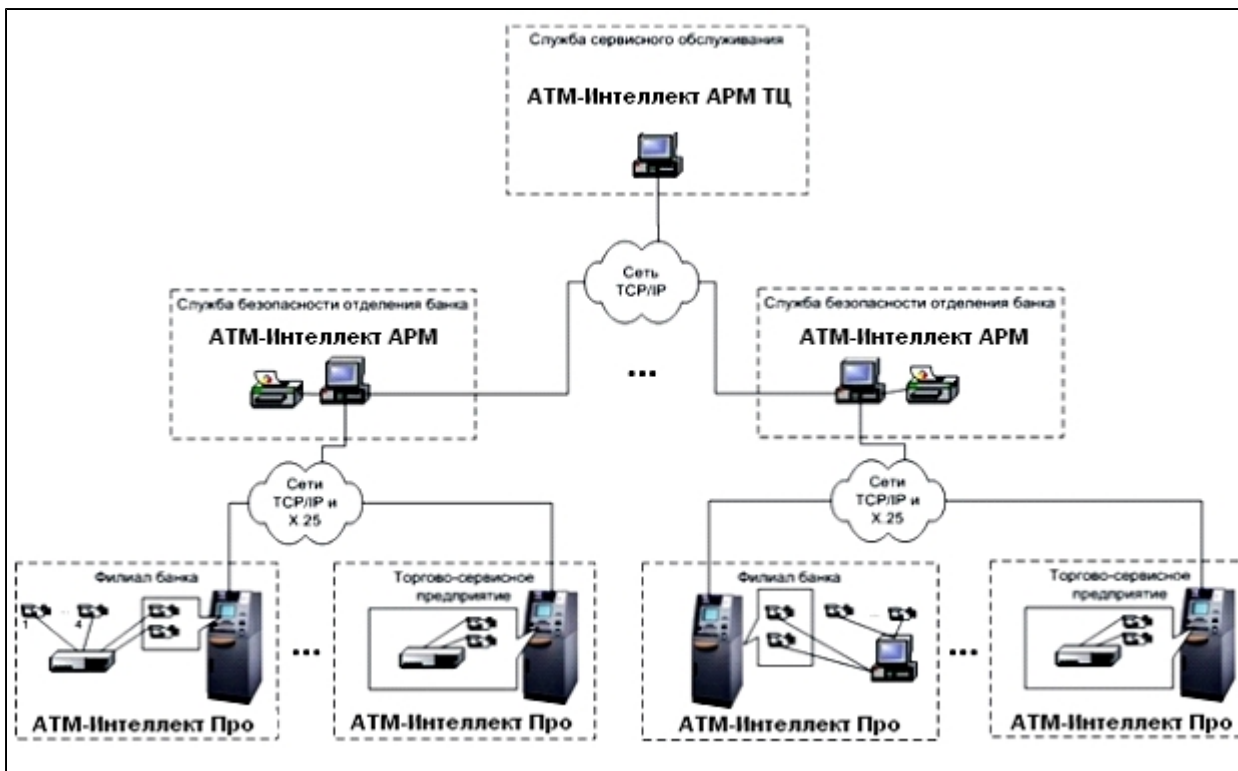 Служба сервисного обслуживания
АТМ-Интеллект АРМ ТЦ
Сеть
TCP/IP
Служба безопасности отделения банка
АТМ-Интеллект АРМ
...
Служба безопасности отделения банка
АТМ-Интеллект АРМ
Сети
TCP/IP и
X.25
Сети
TCP/IP и
X.25
Филиал банка
1
...
4
АТМ-Интеллект Про
...
Торгово-сервисное
предприятие
АТМ-Интеллект Про
Филиал банка
...
АТМ-Интеллект Про
...
Торгово-сервисное
предприятие
АТМ-Интеллект Про